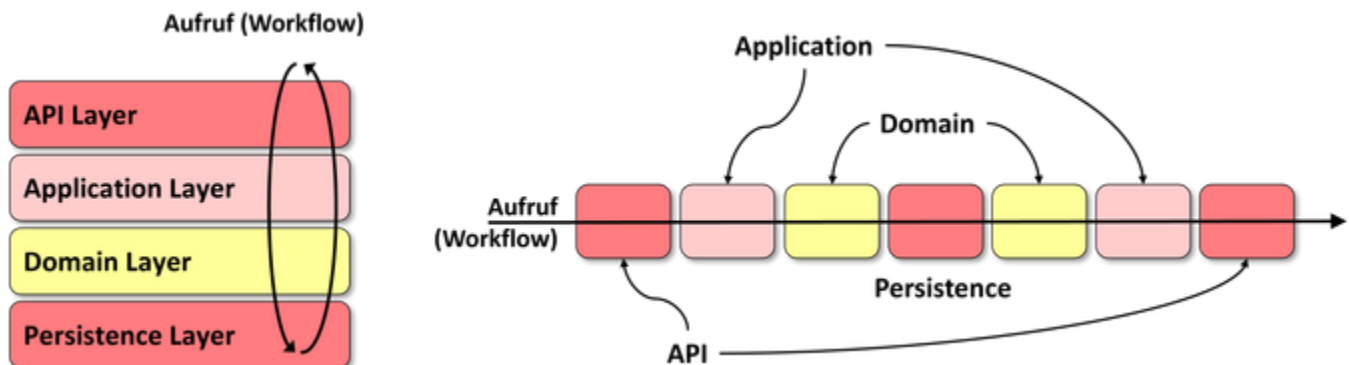 Aufruf (Workflow)
API Layer
Application Layer
Domain Layer
Persistence Layer
Application
Domain
Aufruf
(Workflow)
Persistence
API